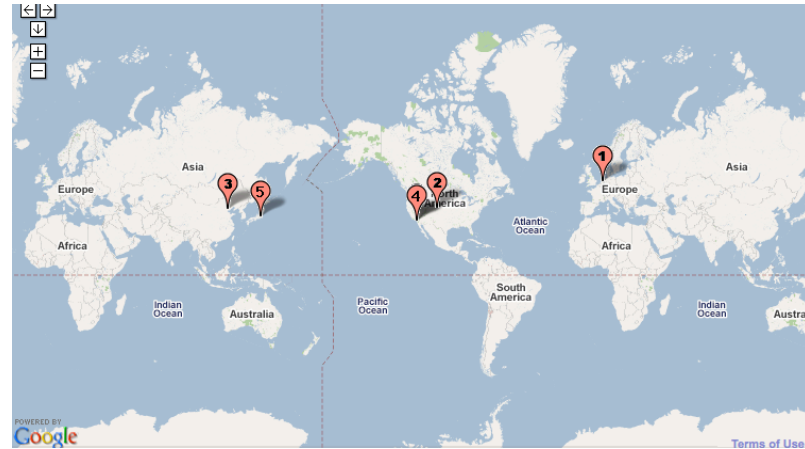 1
3
5
2
4
Asia
Asia
Europe
North
America
Europe
Atlantic
Ocean
Africa
Africa
South
America
Indian
Ocean
Pacific
Ocean
Indian
Ocean
Australia
Austra
POWERED BY
Google
Terms of Use